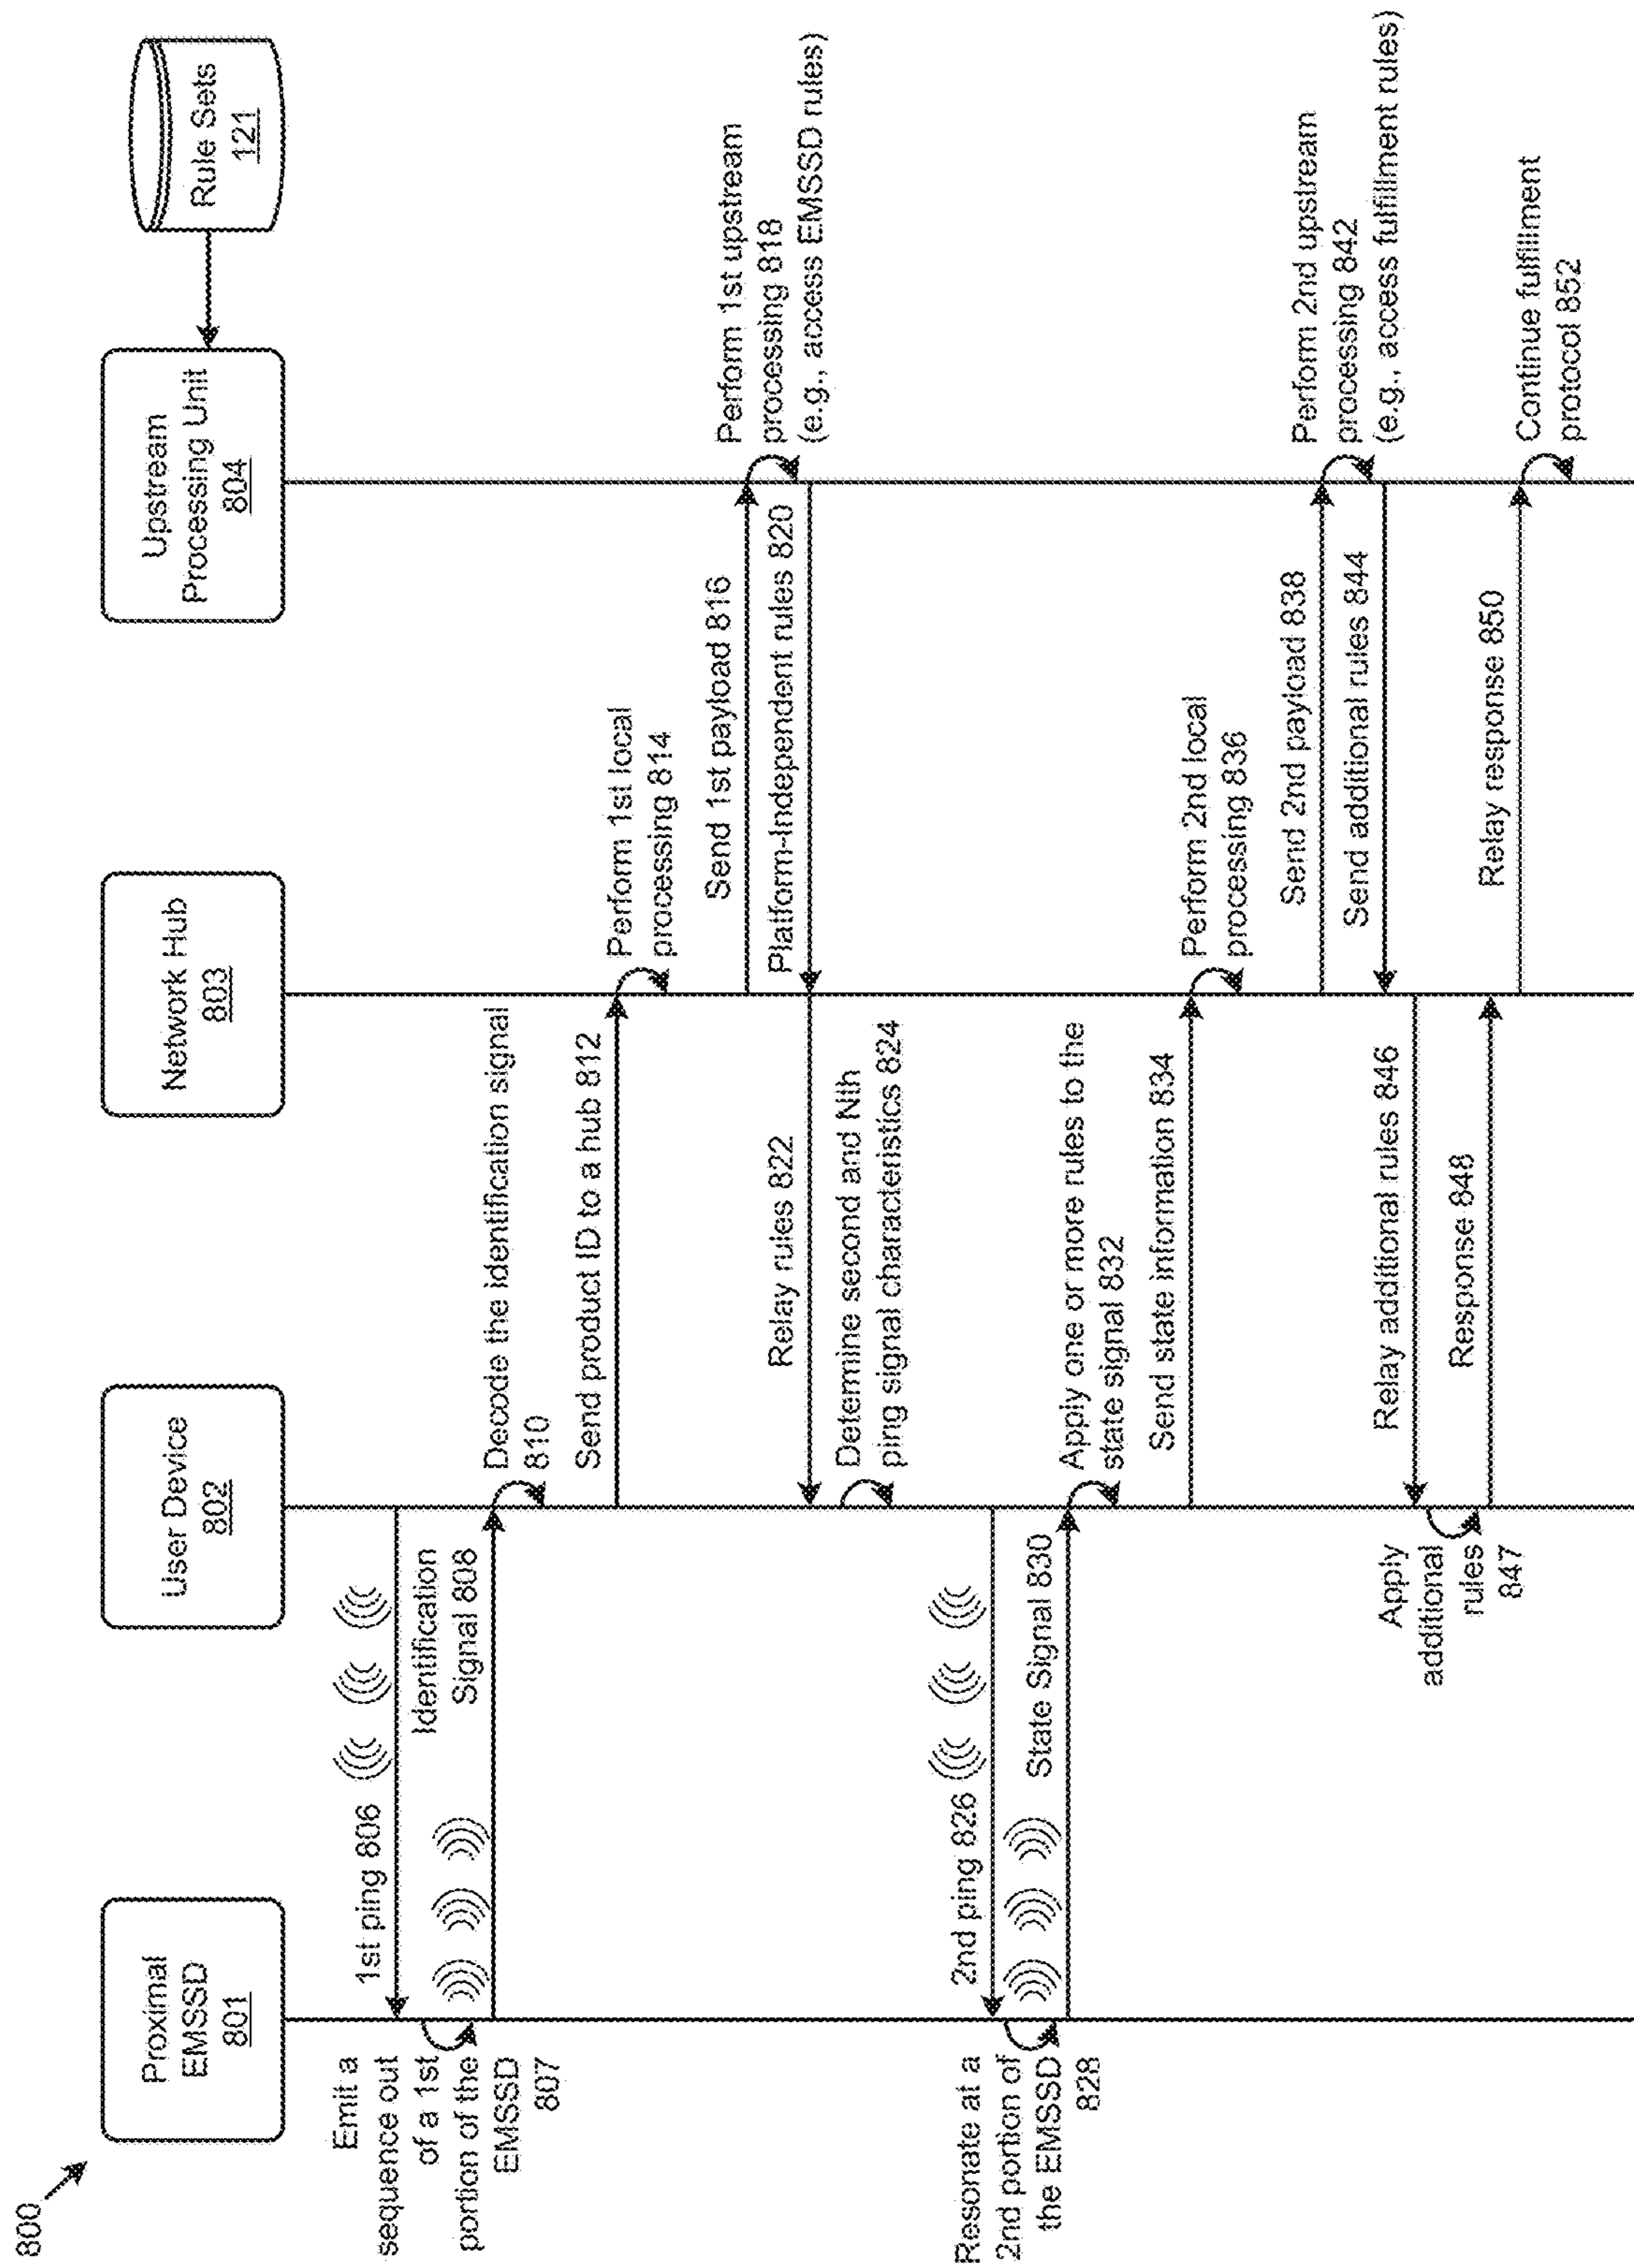 800
Proximal
EMSSD
801
User Device
802
Network Hub
803
Upstream
Processing Unit
804
Rule Sets
121
1st ping 806
Emit a
sequence out
of a 1st
portion of the
EMSSD
807
Identification
Signal 808
Decode the identification signal
810
Send product ID to a hub 812
Perform 1st local
processing 814
Send 1st payload 816
Perform 1st upstream
processing 818
(e.g., access EMSSD rules)
Platform-Independent rules 820
Relay rules 822
Determine second and Nth
ping signal characteristics 824
2nd ping 826
Resonate at a
2nd portion of
the EMSSD
828
State Signal 830
Apply one or more rules to the
state signal 832
Send state information 834
Perform 2nd local
processing 836
Send 2nd payload 838
Perform 2nd upstream
processing 842
(e.g., access fulfillment rules)
Send additional rules 844
Relay additional rules 846
Apply
additional
rules
847
Response 848
Relay response 850
Continue fulfillment
protocol 852